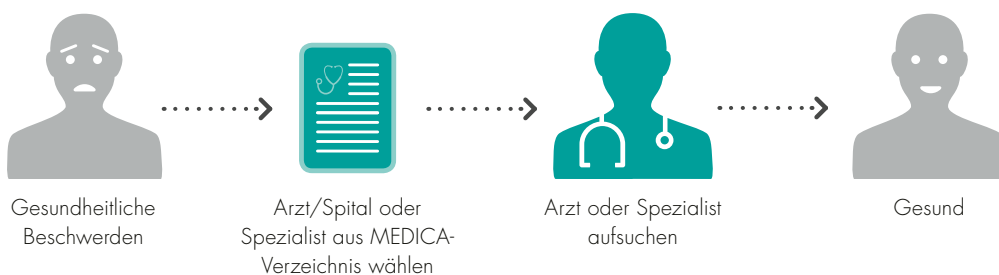 Gesundheitliche
Beschwerden
Arzt/Spital oder
Spezialist aus MEDICA-
Verzeichnis wählen
Arzt oder Spezialist
aufsuchen
Gesund